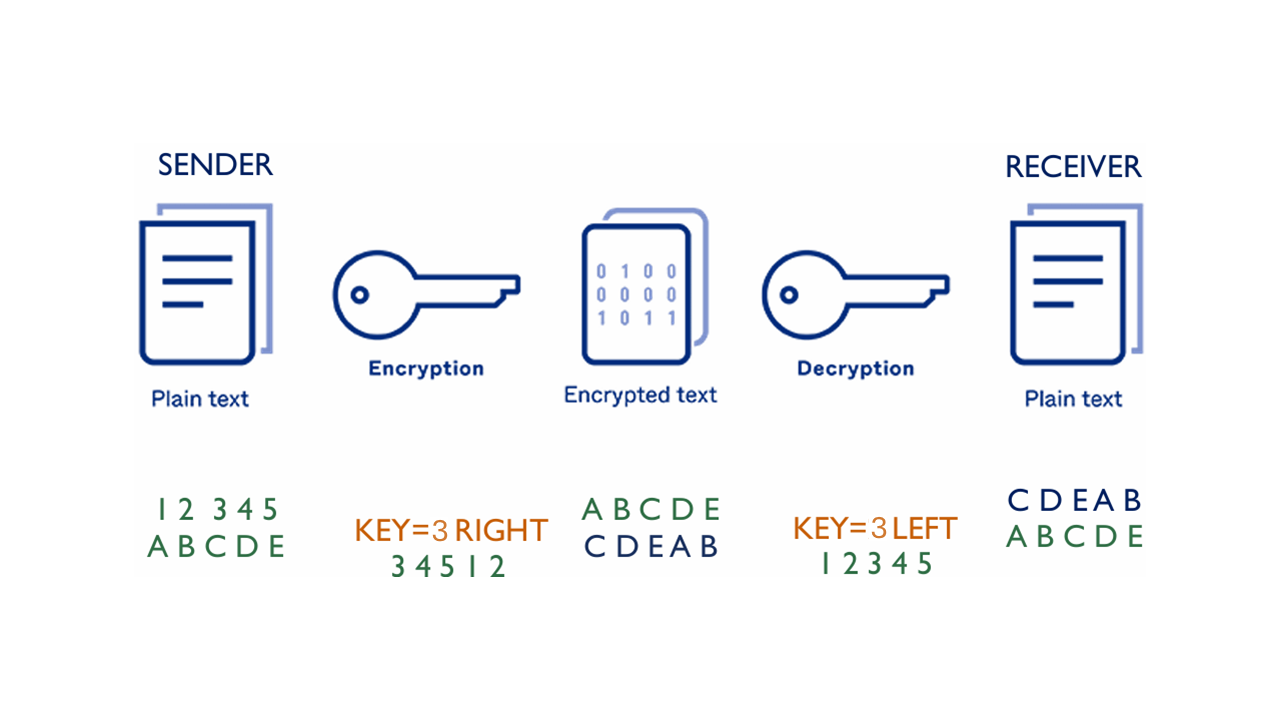 SENDER
RECEIVER
0 1 0 0
0 0 0 0
1 0 1 1
Encryption
Decryption
Plain text
Encrypted text
Plain text
1 2 3 4 5
A B C D E
KEY=3 RIGHT
3 4 5 1 2
A B C D E
C D E A B
KEY=3 LEFT
1 2 3 4 5
C D E A B
A B C D E